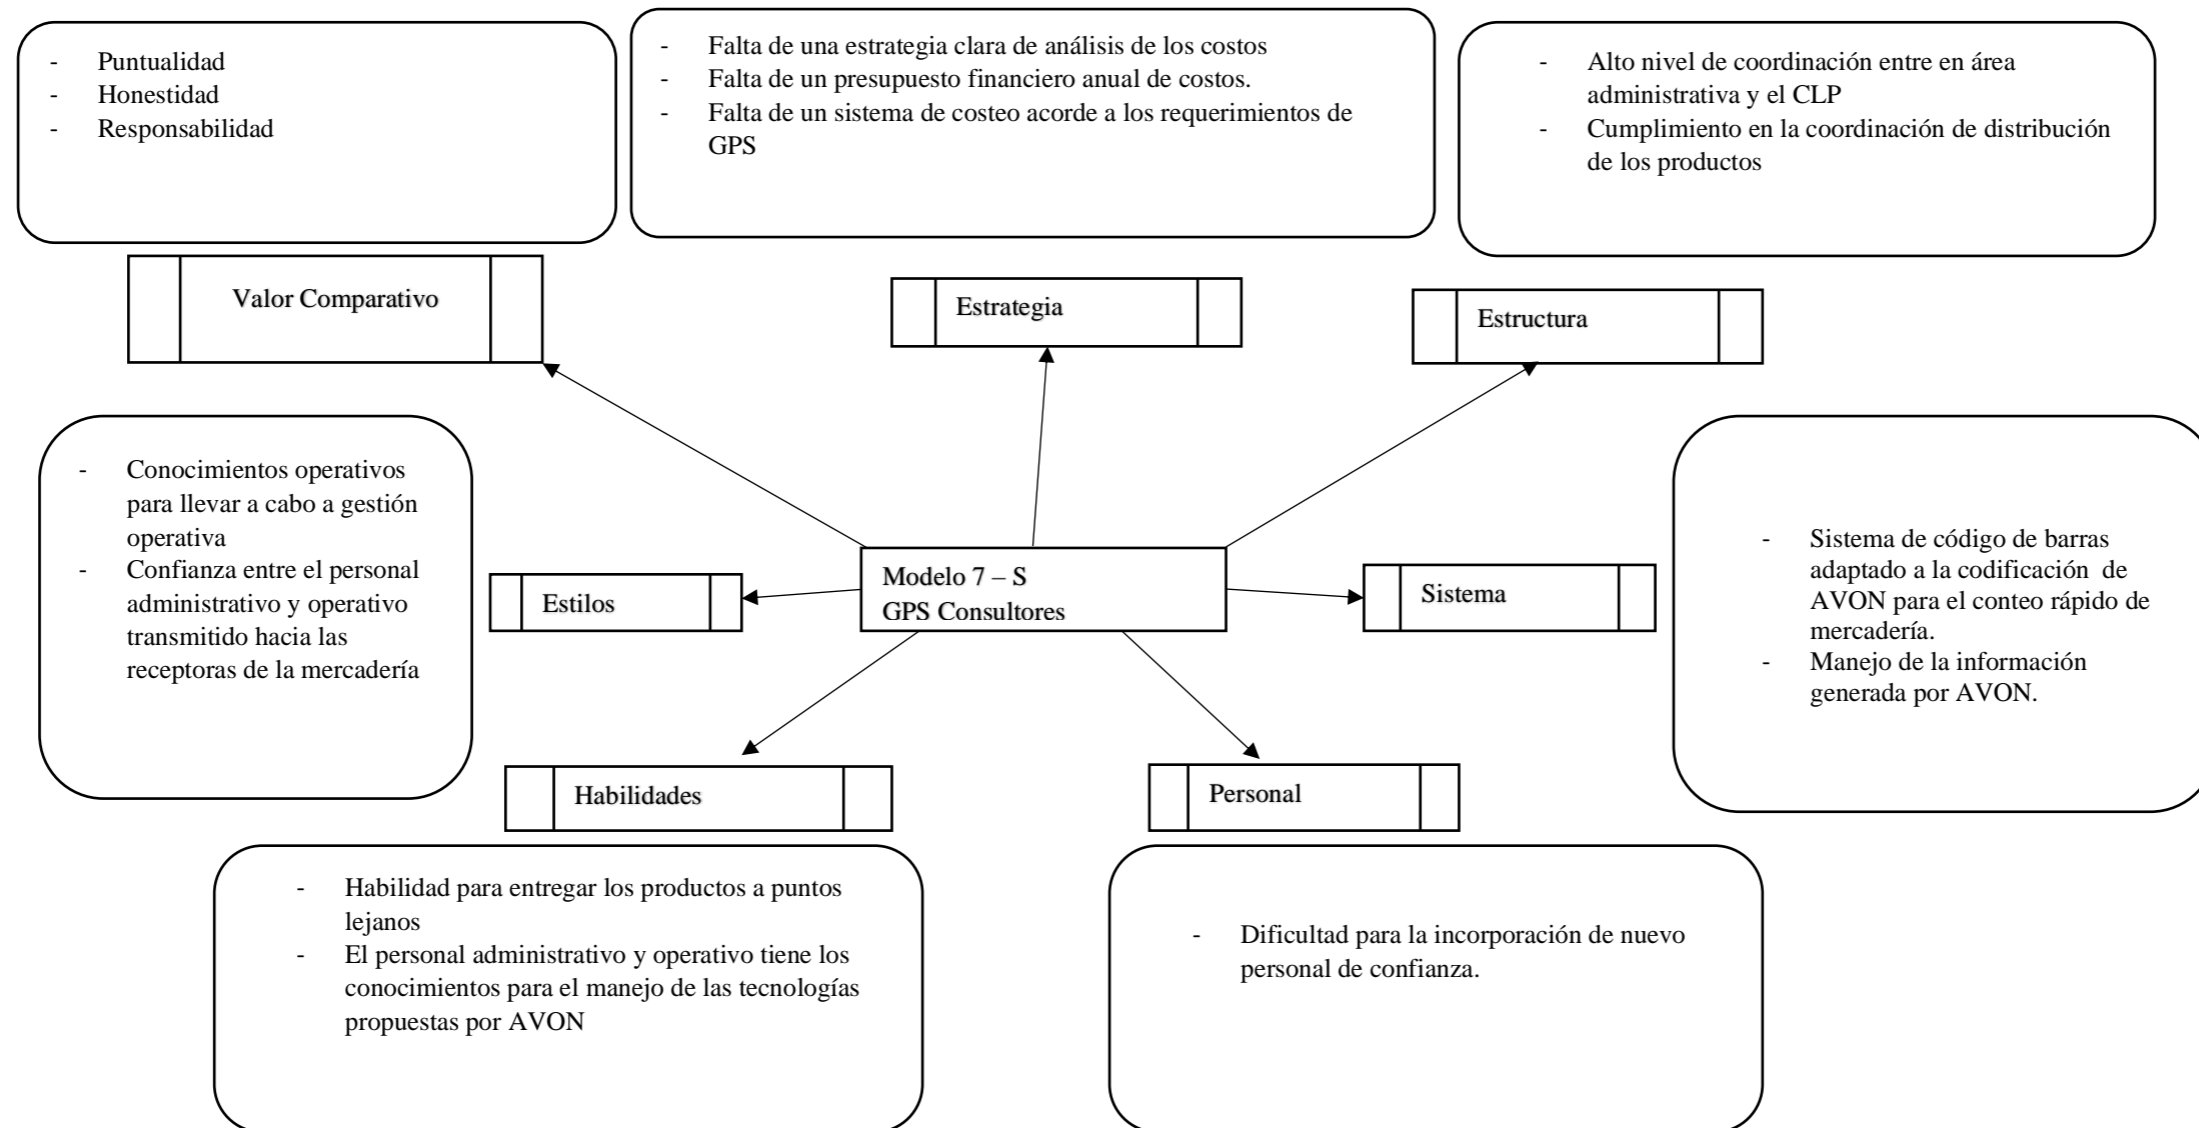 - Puntualidad
- Honestidad
- Responsabilidad
- Falta de una estrategia clara de análisis de los costos
- Falta de un presupuesto financiero anual de costos.
- Falta de un sistema de costeo acorde a los requerimientos de
GPS
- Alto nivel de coordinación entre en área
administrativa y el CLP
- Cumplimiento en la coordinación de distribución
de los productos
Valor Comparativo
Estrategia
Estructura
- Conocimientos operativos
para llevar a cabo a gestión
operativa
- Confianza entre el personal
administrativo y operativo
transmitido hacia las
receptoras de la mercadería
Estilos
Modelo 7 – S
GPS Consultores
Sistema
- Sistema de código de barras
adaptado a la codificación de
AVON para el conteo rápido de
mercadería.
- Manejo de la información
generada por AVON.
Habilidades
Personal
- Habilidad para entregar los productos a puntos
lejanos
- El personal administrativo y operativo tiene los
conocimientos para el manejo de las tecnologías
propuestas por AVON
- Dificultad para la incorporación de nuevo
personal de confianza.